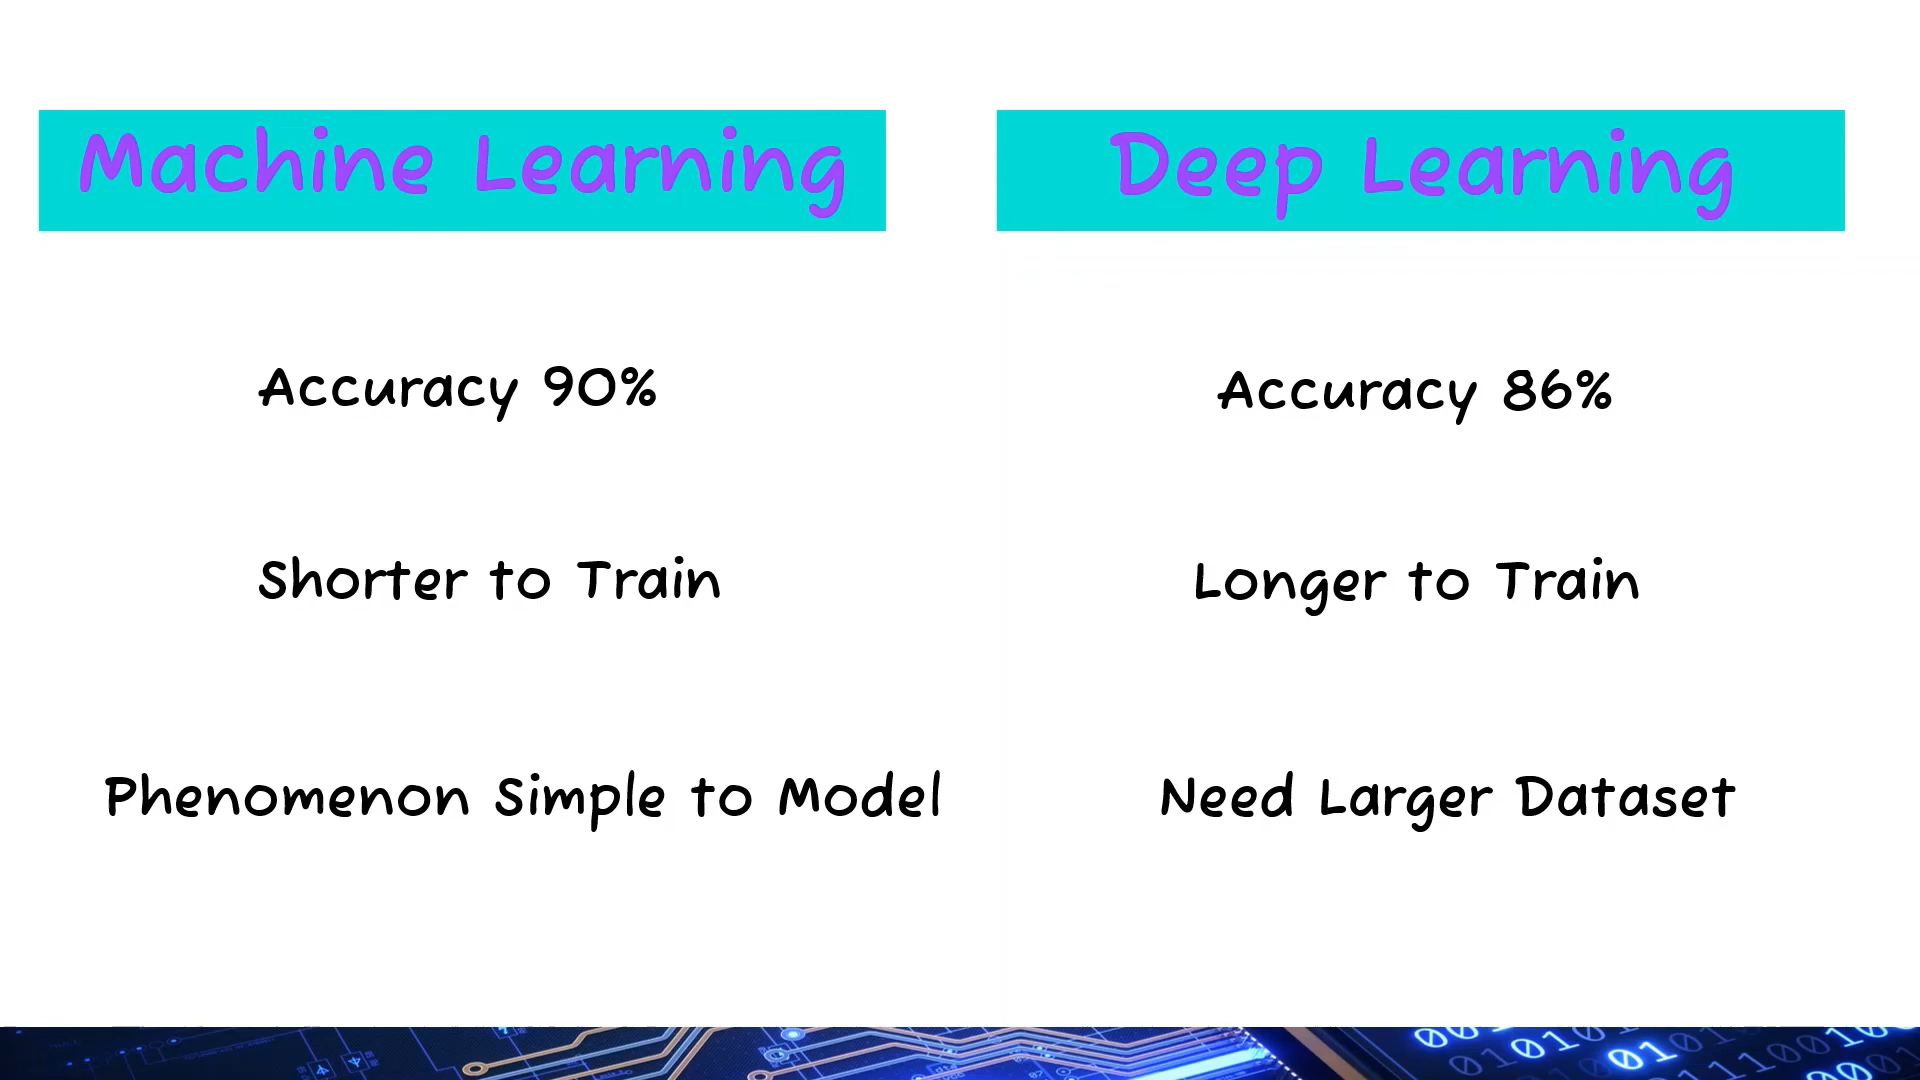 Machine Learning
Deep Learning
Accuracy 90%
Accuracy 86%
Shorter to Train
Longer to Train
Phenomenon Simple to Model
Need Larger Dataset